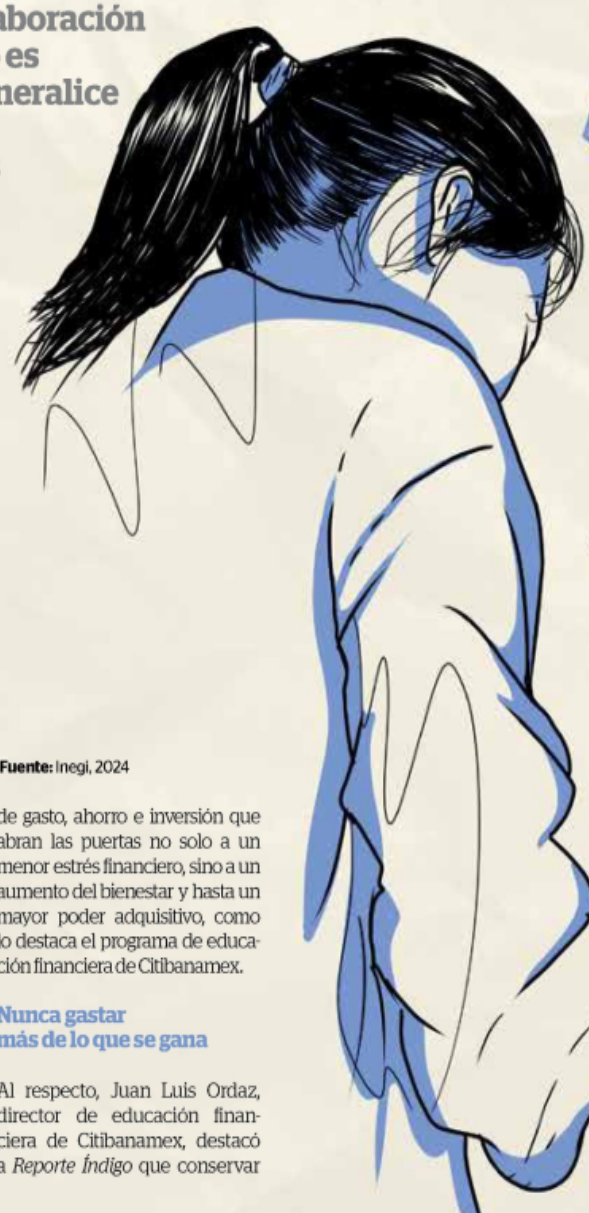 aboración
es
neralice
Fuente: Inegi, 2024
de gasto, ahorro e inversión que
abran las puertas no solo a un
menor estrés financiero, sino a un
aumento del bienestar y hasta un
mayor poder adquisitivo, como
lo destaca el programa de educa-
ción financiera de Citibanamex.
Nunca gastar
más de lo que se gana
Al respecto, Juan Luis Ordaz,
director de educación finan-
ciera de Citibanamex, destacó
a Reporte Índigo que conservar